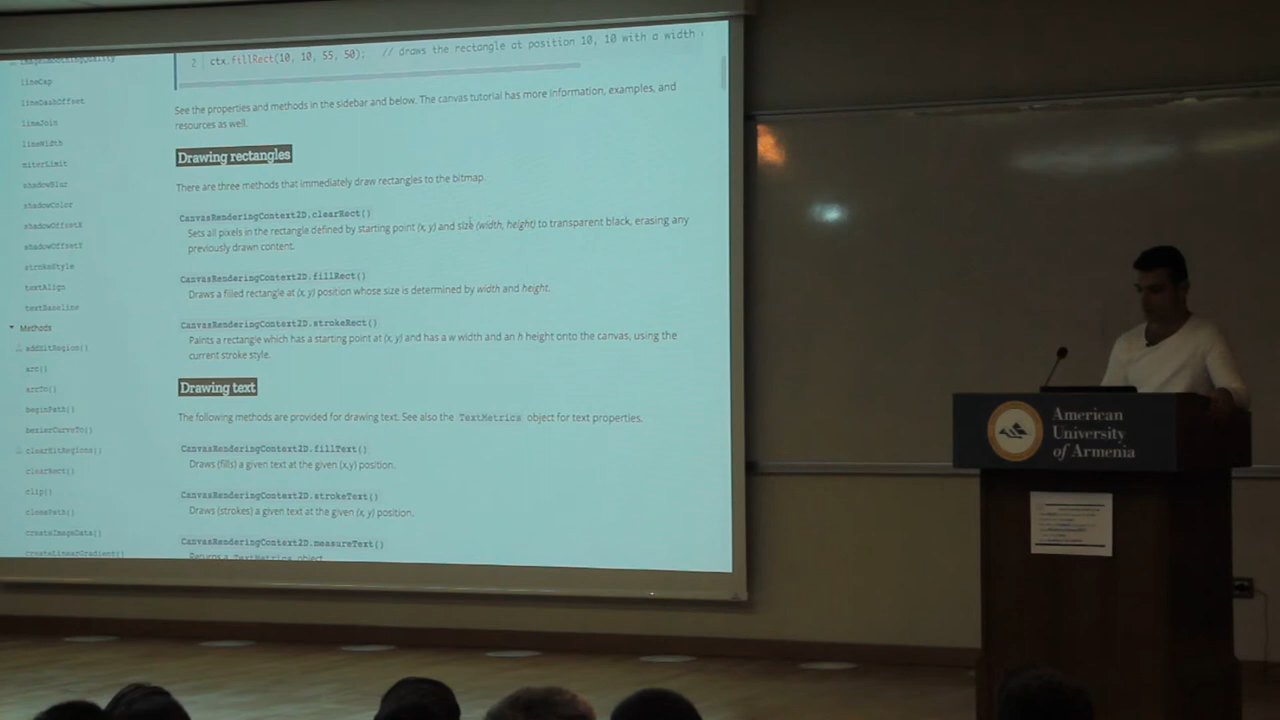 lineCap
lineDashOffset
lineJoin
lineWidth
miterLimit
shadowBlur
shadowColor
shadowOffsetX
shadowOffsetY
strokeStyle
textAlign
textBaseline
Methods
addHitRegion()
arc()
arcTo()
beginPath()
bezierCurveTo()
clearHitRegions()
clearRect()
clip()
closePath()
createImageData()
createLinearGradient()
2 ctx.fillRect(10, 10, 55, 50); // draws the rectangle at position 10, 10 with a width
See the properties and methods in the sidebar and below. The canvas tutorial has more information, examples, and
resources as well.
Drawing rectangles
There are three methods that immediately draw rectangles to the bitmap.
CanvasRenderingContext2D.clearRect()
Sets all pixels in the rectangle defined by starting point (x, y) and size (width, height) to transparent black, erasing any
previously drawn content.
CanvasRenderingContext2D.fillRect()
Draws a filled rectangle at (x, y) position whose size is determined by width and height.
CanvasRenderingContext2D.strokeRect()
Paints a rectangle which has a starting point at (x, y) and has a w width and an h height onto the canvas, using the
current stroke style.
Drawing text
The following methods are provided for drawing text. See also the TextMetrics object for text properties.
CanvasRenderingContext2D.fillText()
Draws (fills) a given text at the given (x,y) position.
CanvasRenderingContext2D.strokeText()
Draws (strokes) a given text at the given (x, y) position.
CanvasRenderingContext2D.measureText()
Returns a TextMetrics object.
American
University
of Armenia